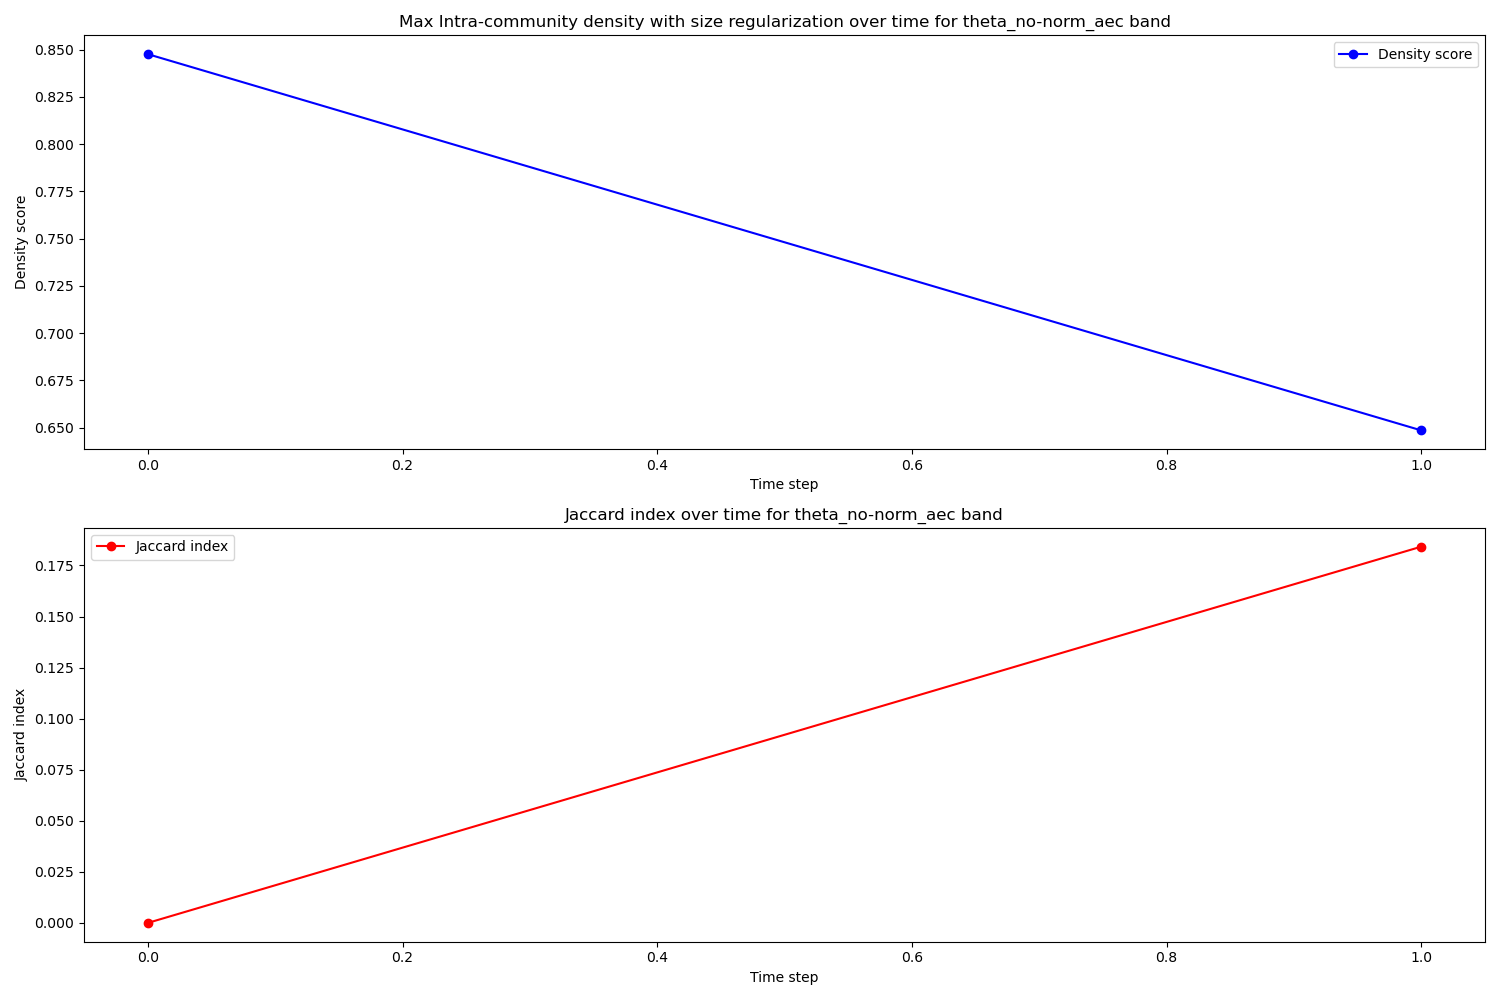 Max Intra-community density with size regularization over time for theta_no-norm_aec band
Density score
0.850
0.825
0.800
0.775
0.750
0.725
0.700
0.675
0.650
Density score
0.0 0.2 0.4 0.6 0.8 1.0
Time step
Jaccard index over time for theta_no-norm_aec band
Jaccard index
0.175
0.150
0.125
0.100
0.075
0.050
0.025
0.000
Jaccard index
0.0 0.2 0.4 0.6 0.8 1.0
Time step